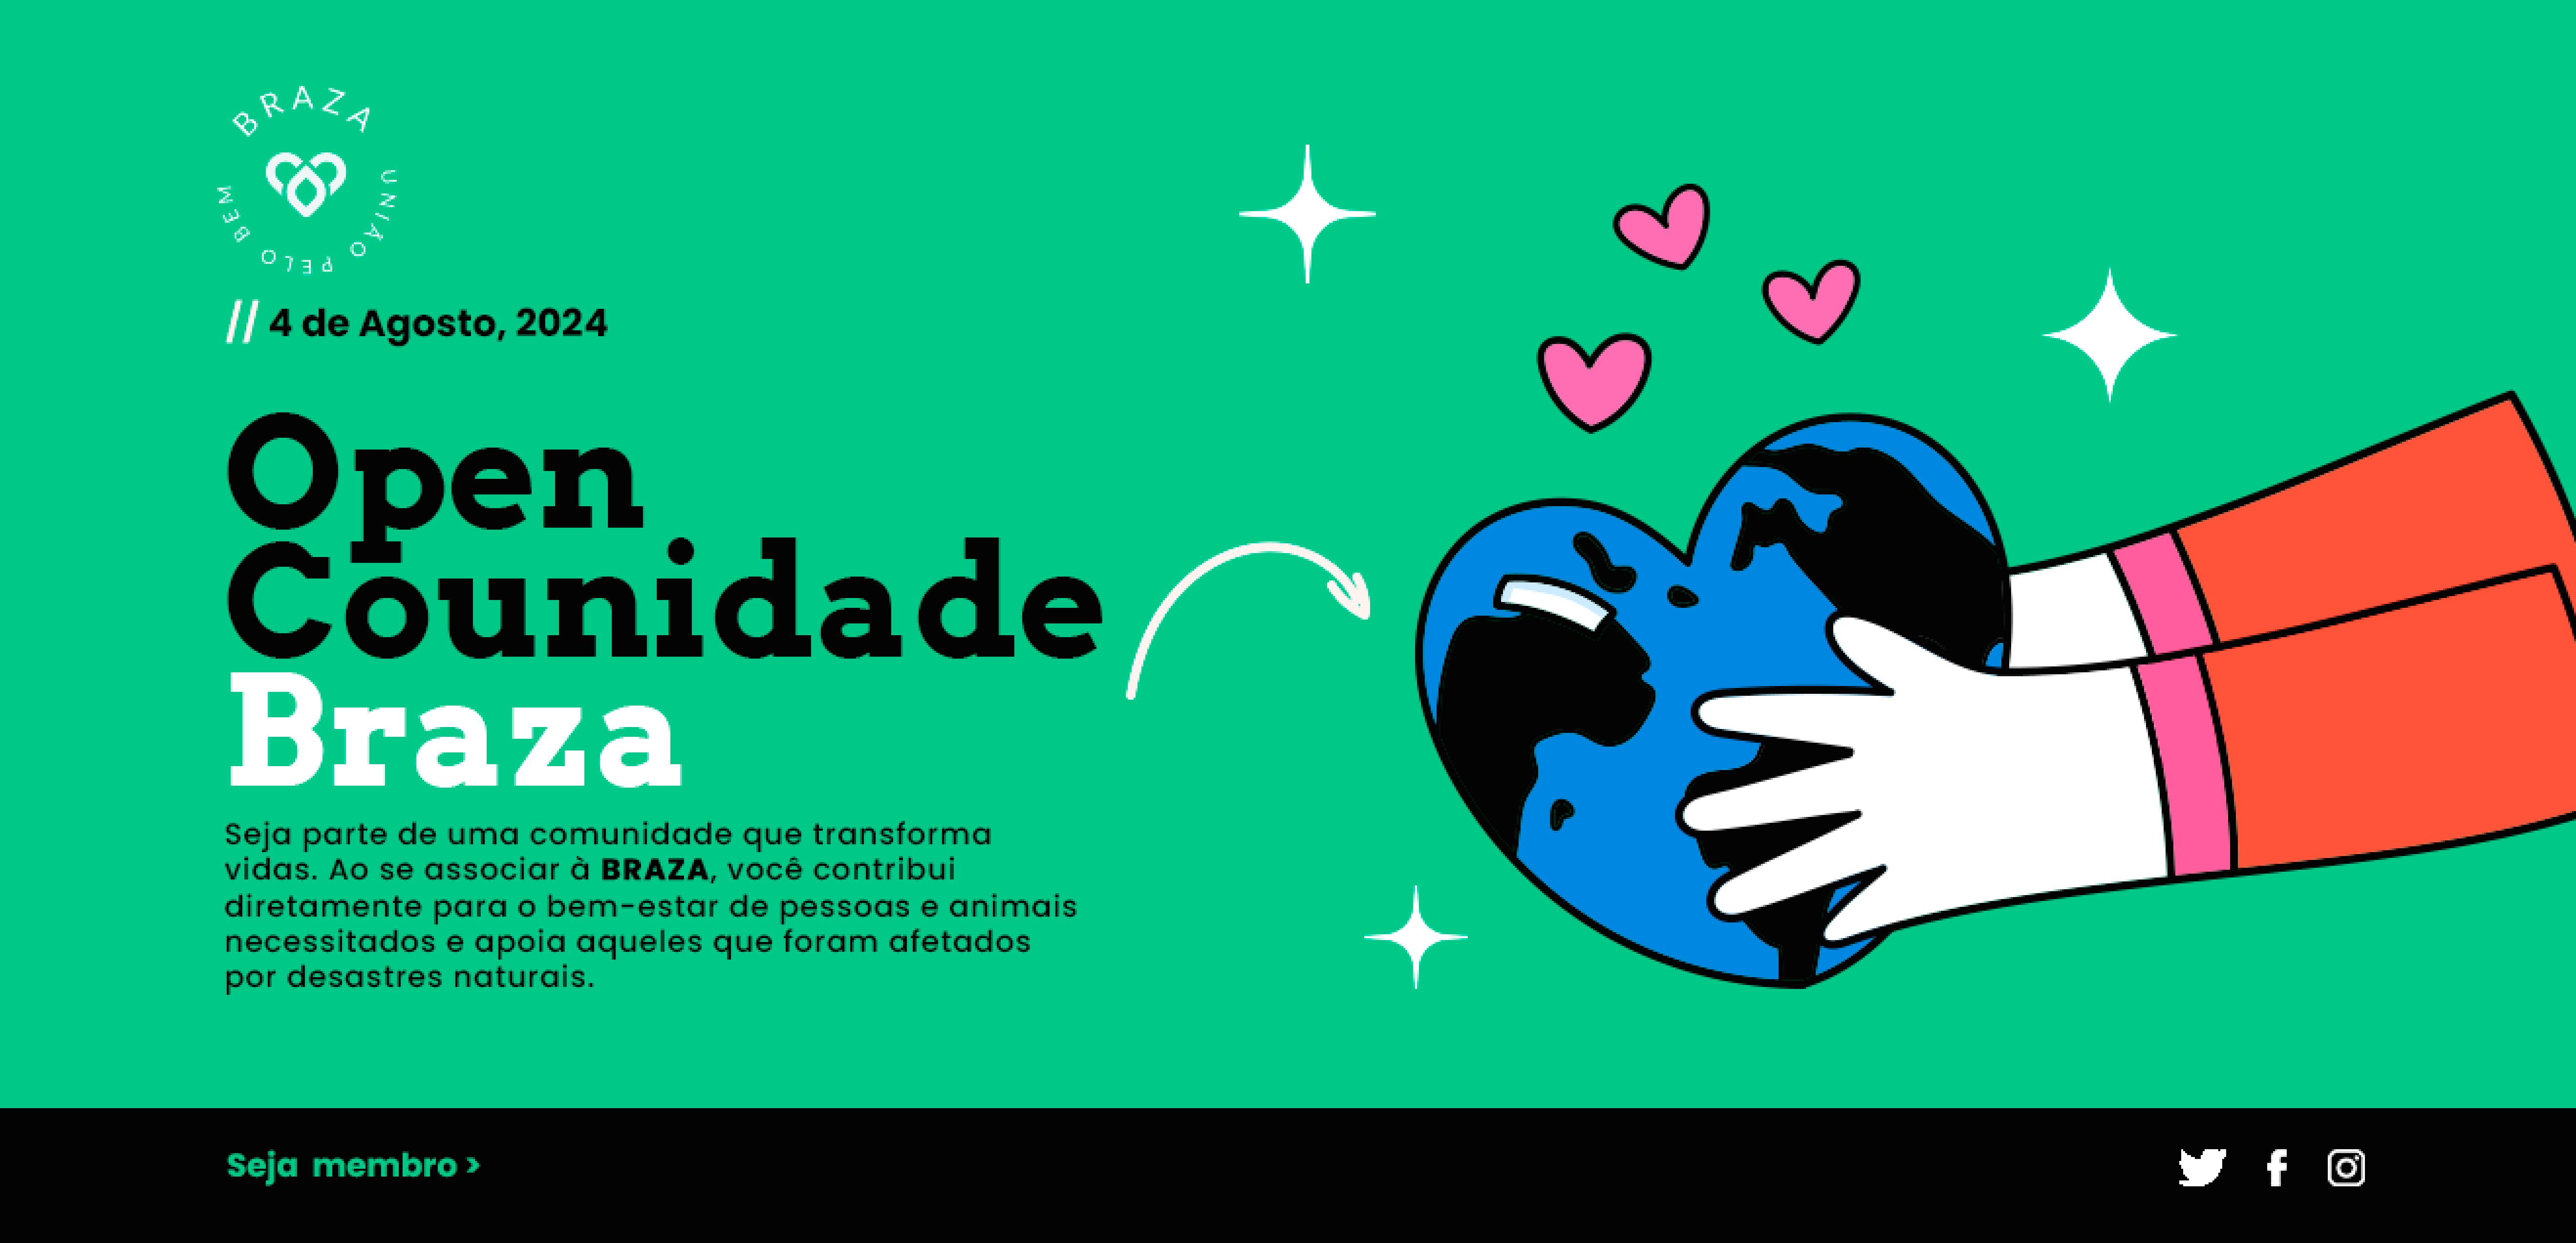 BRAZA
UNIÃO PELO BEM
// 4 de Agosto, 2024
Open
Counidade
Braza
Seja parte de uma comunidade que transforma
vidas. Ao se associar à BRAZA, você contribui
diretamente para o bem-estar de pessoas e animais
necessitados e apoia aqueles que foram afetados
por desastres naturais.
Seja membro >